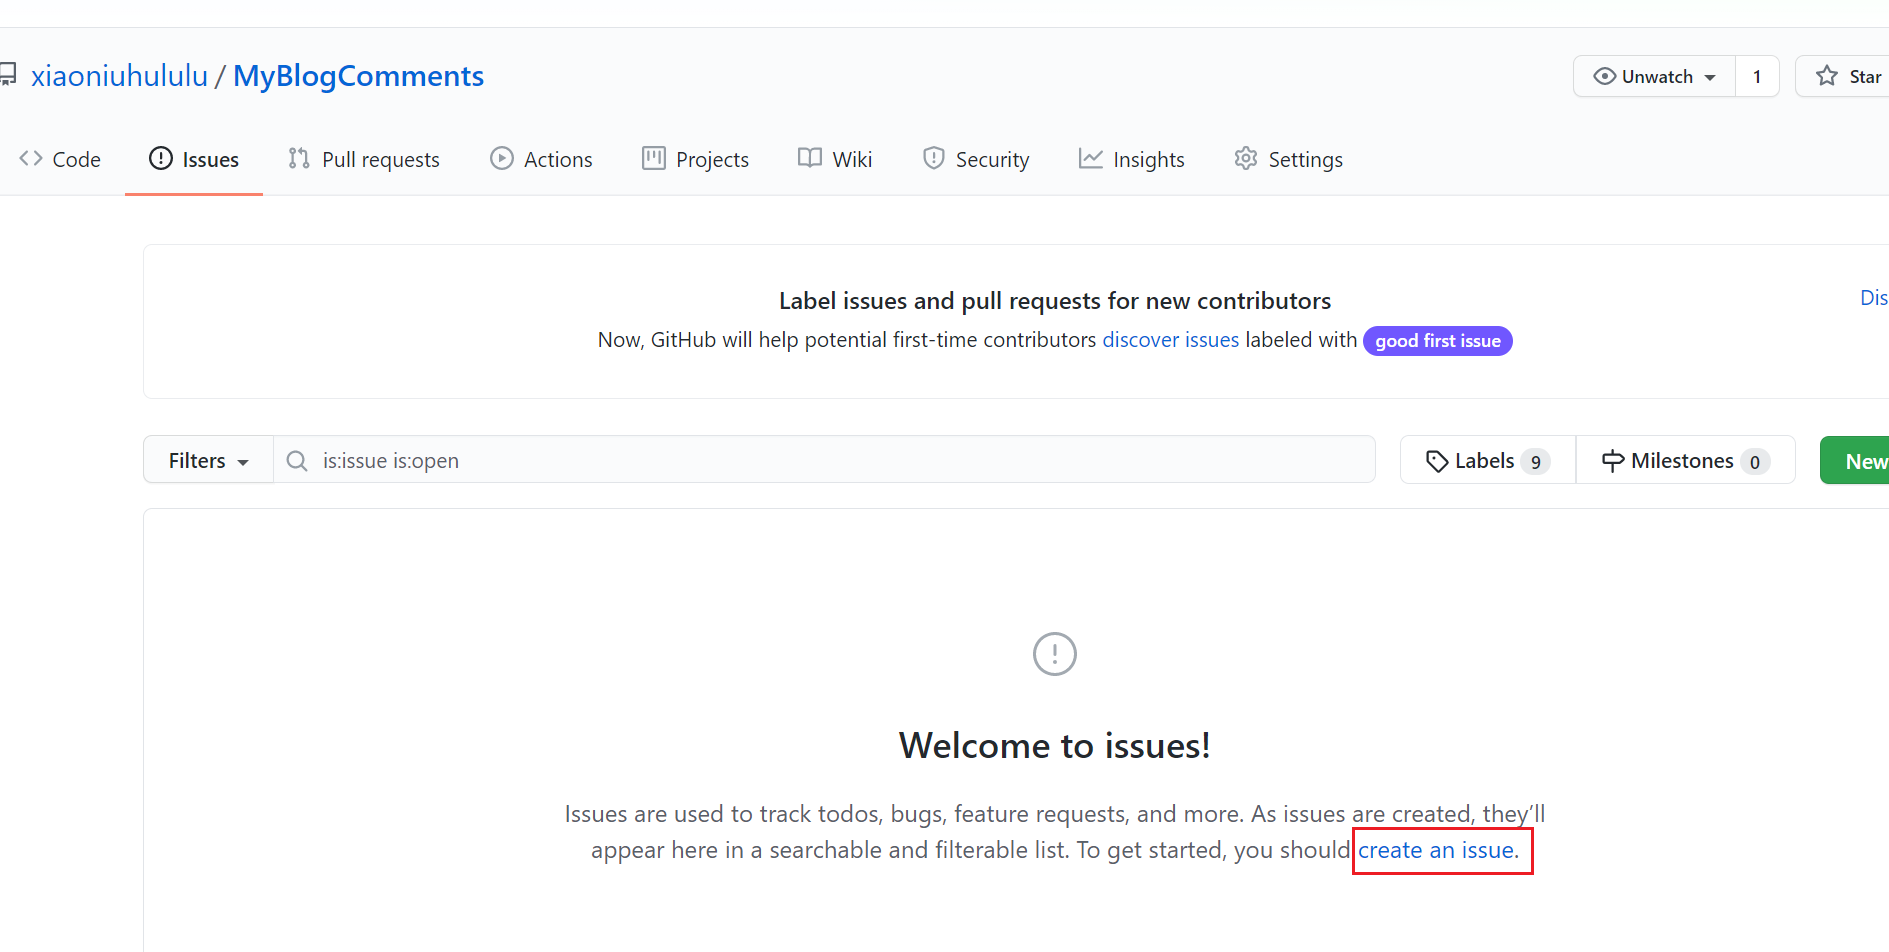 xiaoniuhululu / MyBlogComments
Unwatch 1 Star
Code Issues Pull requests Actions Projects Wiki Security Insights Settings
Label issues and pull requests for new contributors
Dis
Now, GitHub will help potential first-time contributors discover issues labeled with good first issue
Filters is:issue is:open Labels 9 Milestones 0 New
Welcome to issues!
Issues are used to track todos, bugs, feature requests, and more. As issues are created, they’ll
appear here in a searchable and filterable list. To get started, you should create an issue.